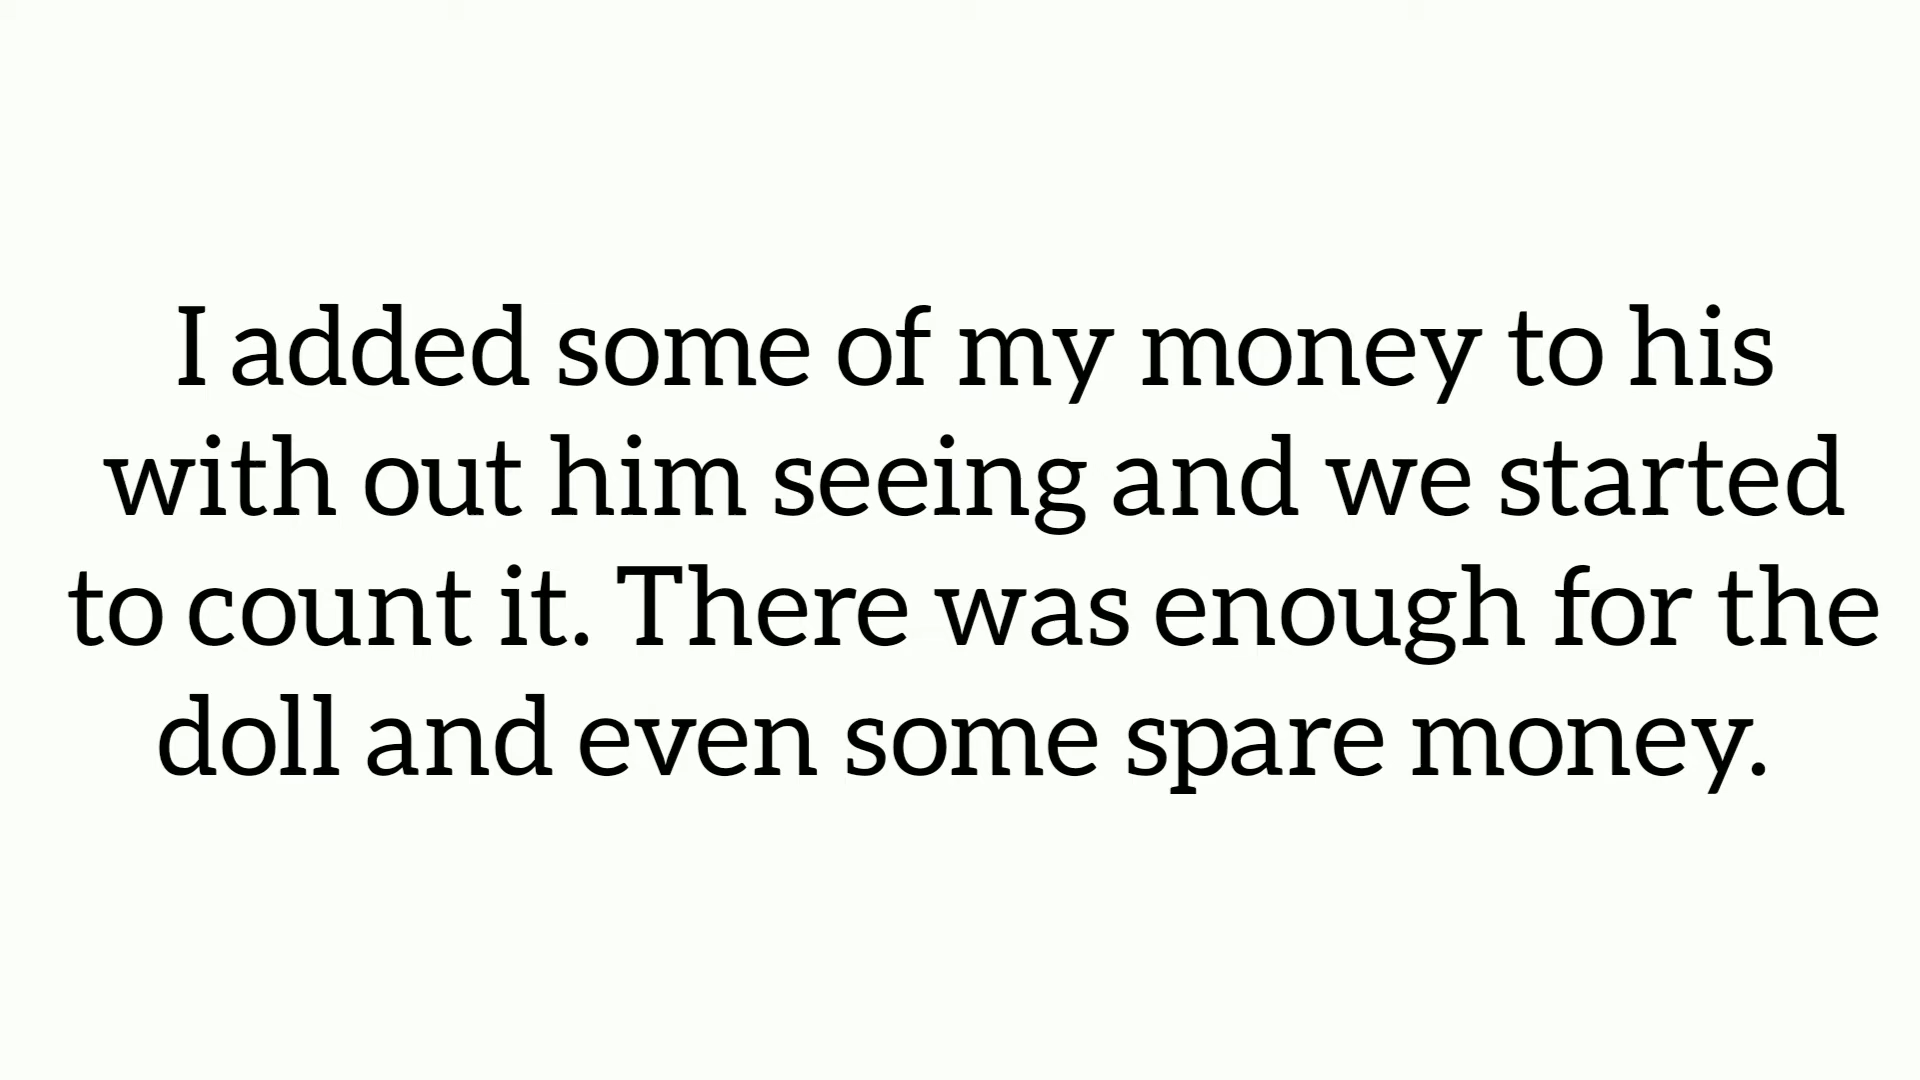 I added some of my money to his
with out him seeing and we started
to count it. There was enough for the
doll and even some spare money.